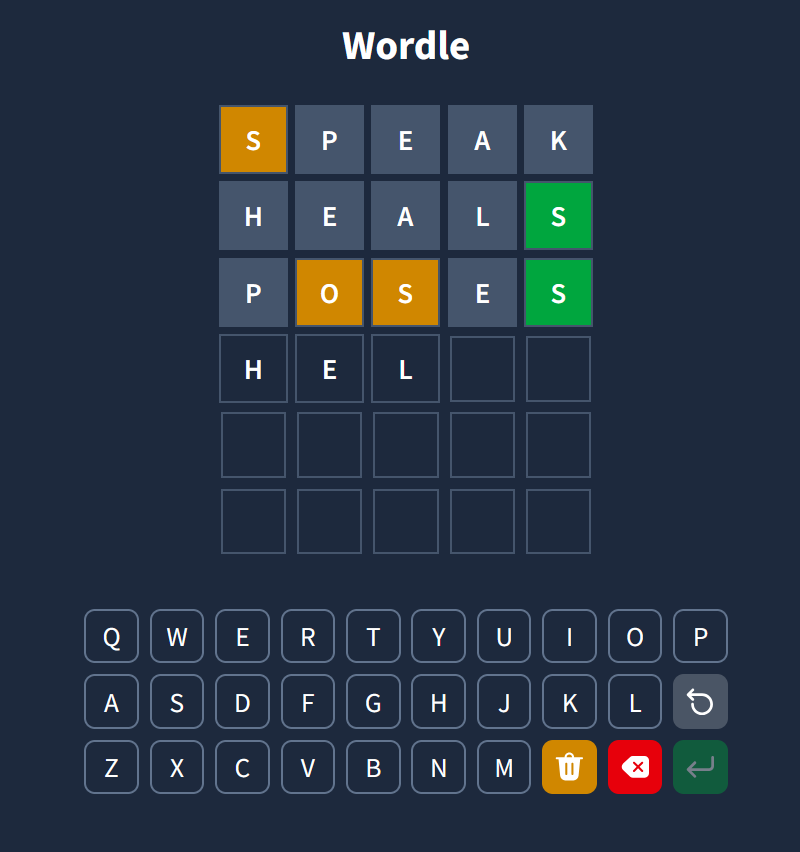 Wordle
S P E A K
H E A L S
P O S E S
H E L
Q W E R T Y U I O P
A S D F G H J K L
Z X C V B N M